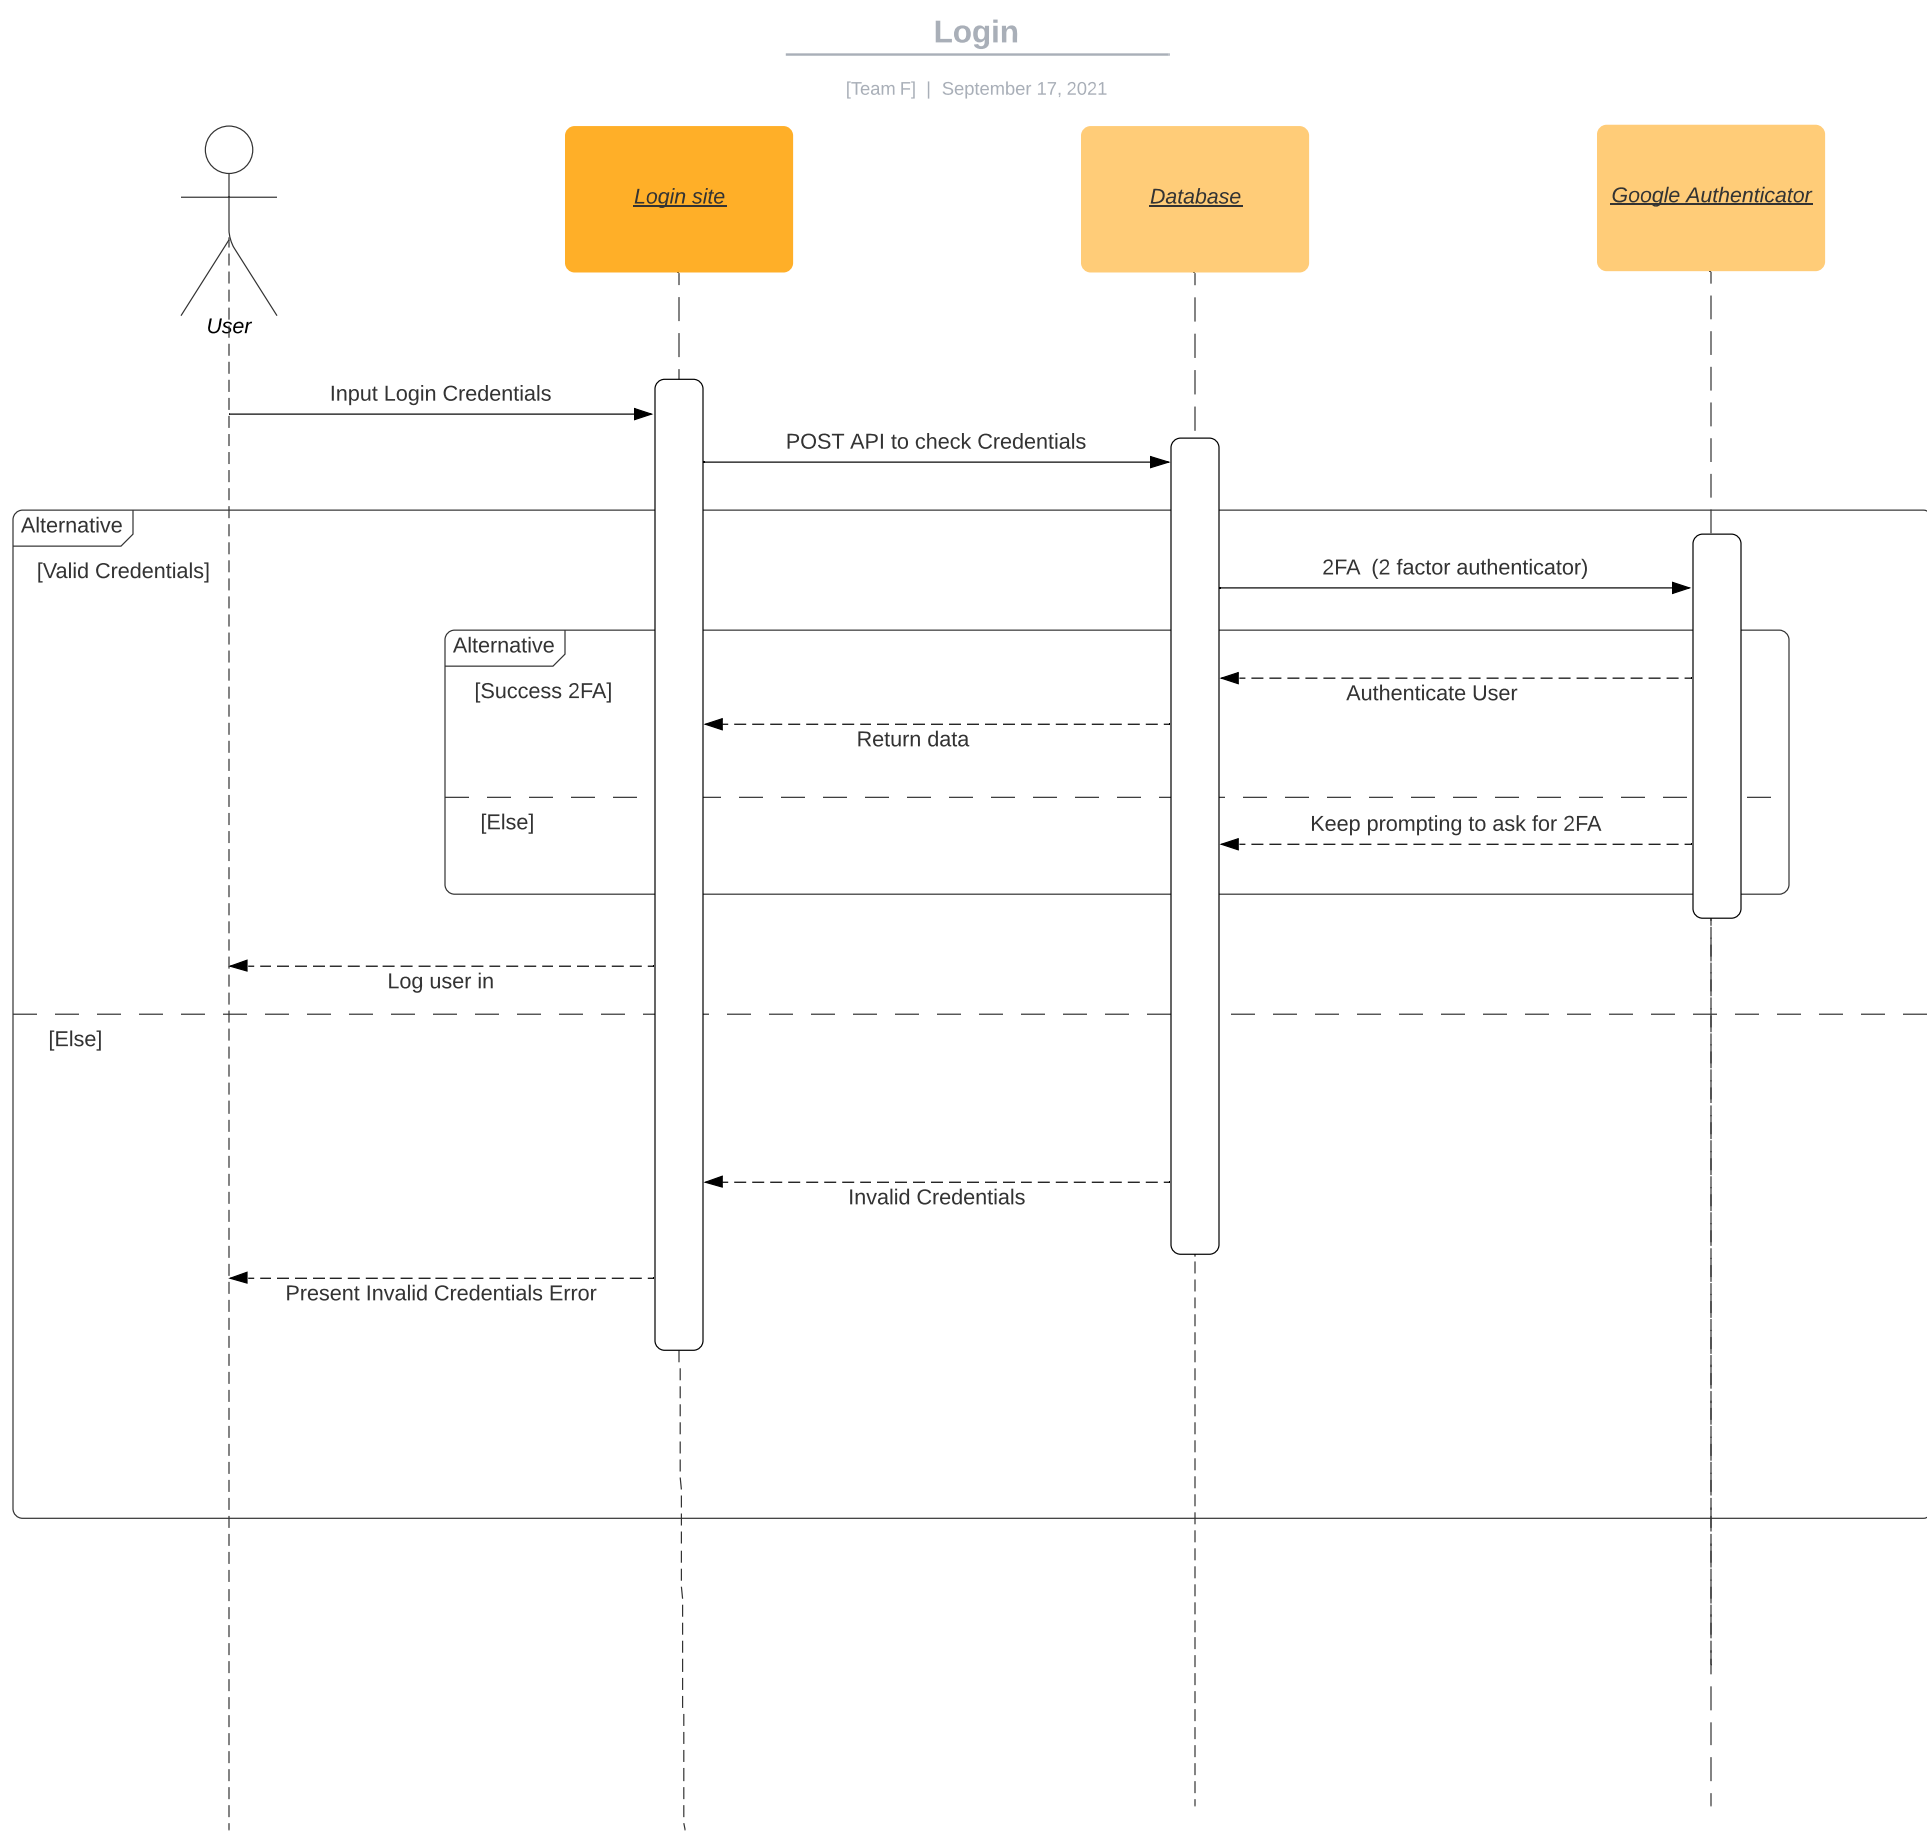 Login
[Team F]  |  September 17, 2021
User
Login site
Database
Google Authenticator
Input Login Credentials
POST API to check Credentials
Alternative
[Valid Credentials]
2FA  (2 factor authenticator)
Alternative
[Success 2FA]
Authenticate User
Return data
[Else]
Keep prompting to ask for 2FA
Log user in
[Else]
Invalid Credentials
Present Invalid Credentials Error